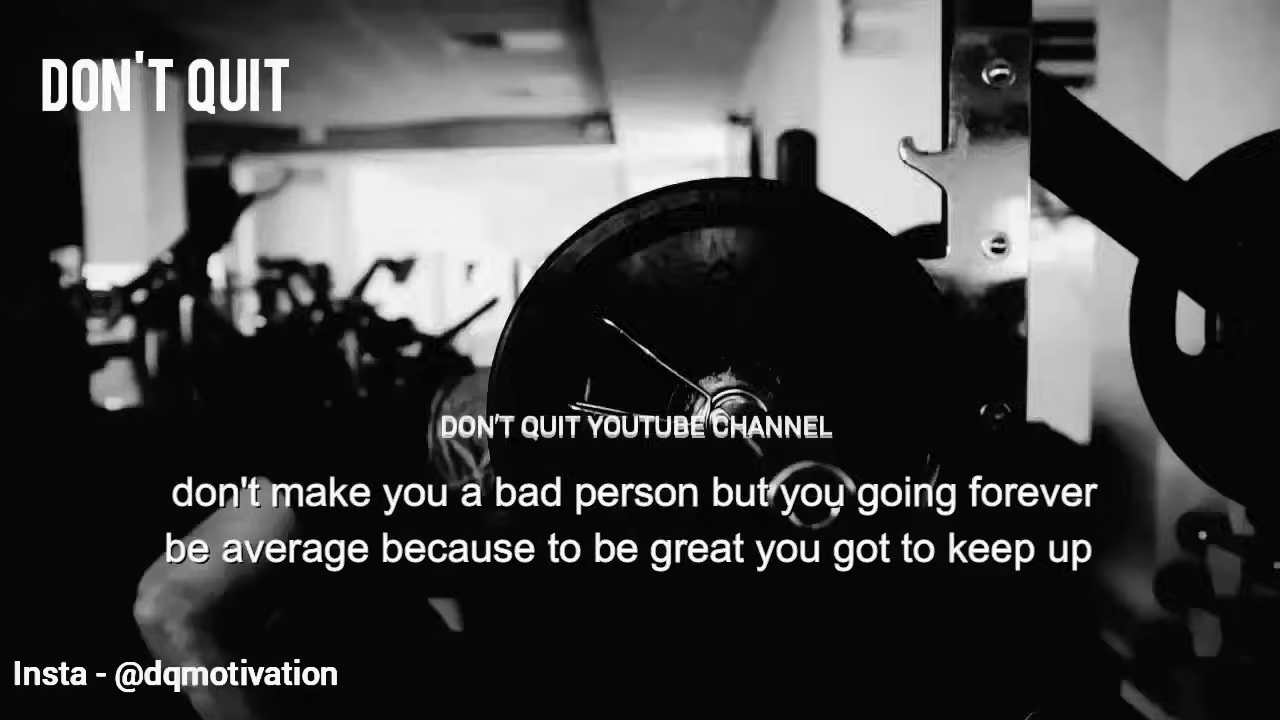 DON'T QUIT
DON'T QUIT YOUTUBE CHANNEL
don't make you a bad person but you going forever
be average because to be great you got to keep up
Insta - @dqmotivation